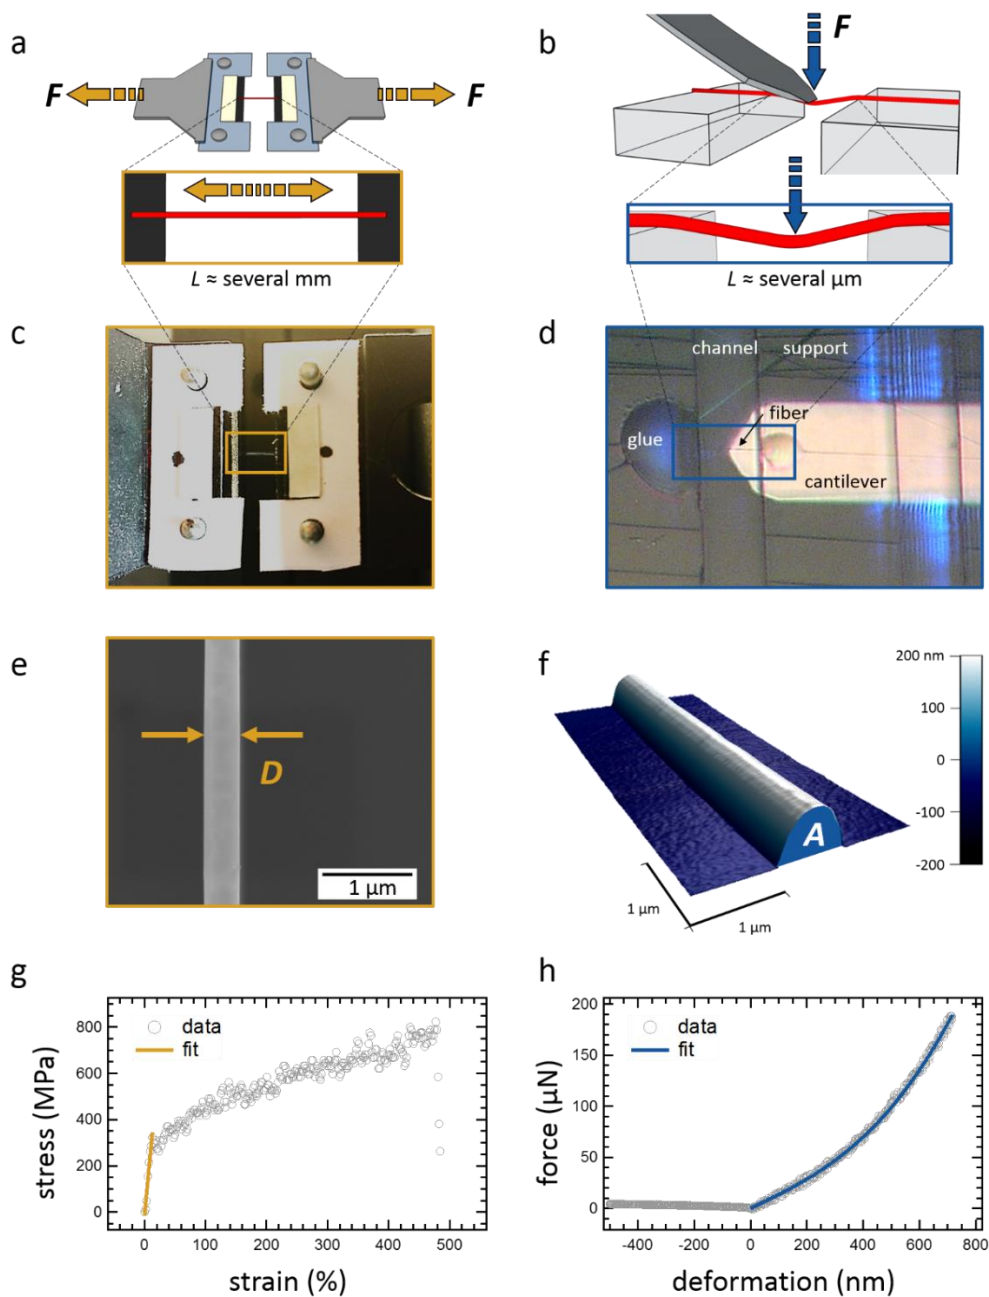 a
b
F
F
F
L ≈ several mm
L ≈ several µm
c
d
channel
support
fiber
glue
cantilever
e
f
D
1 µm
200 nm
100
0
-100
-200
A
1 µm
1 µm
g
h
800
600
400
200
0
data
fit
stress (MPa)
0
100
200
300
400
500
strain (%)
200
150
100
50
0
data
fit
force (µN)
-400
-200
0
200
400
600
800
deformation (nm)